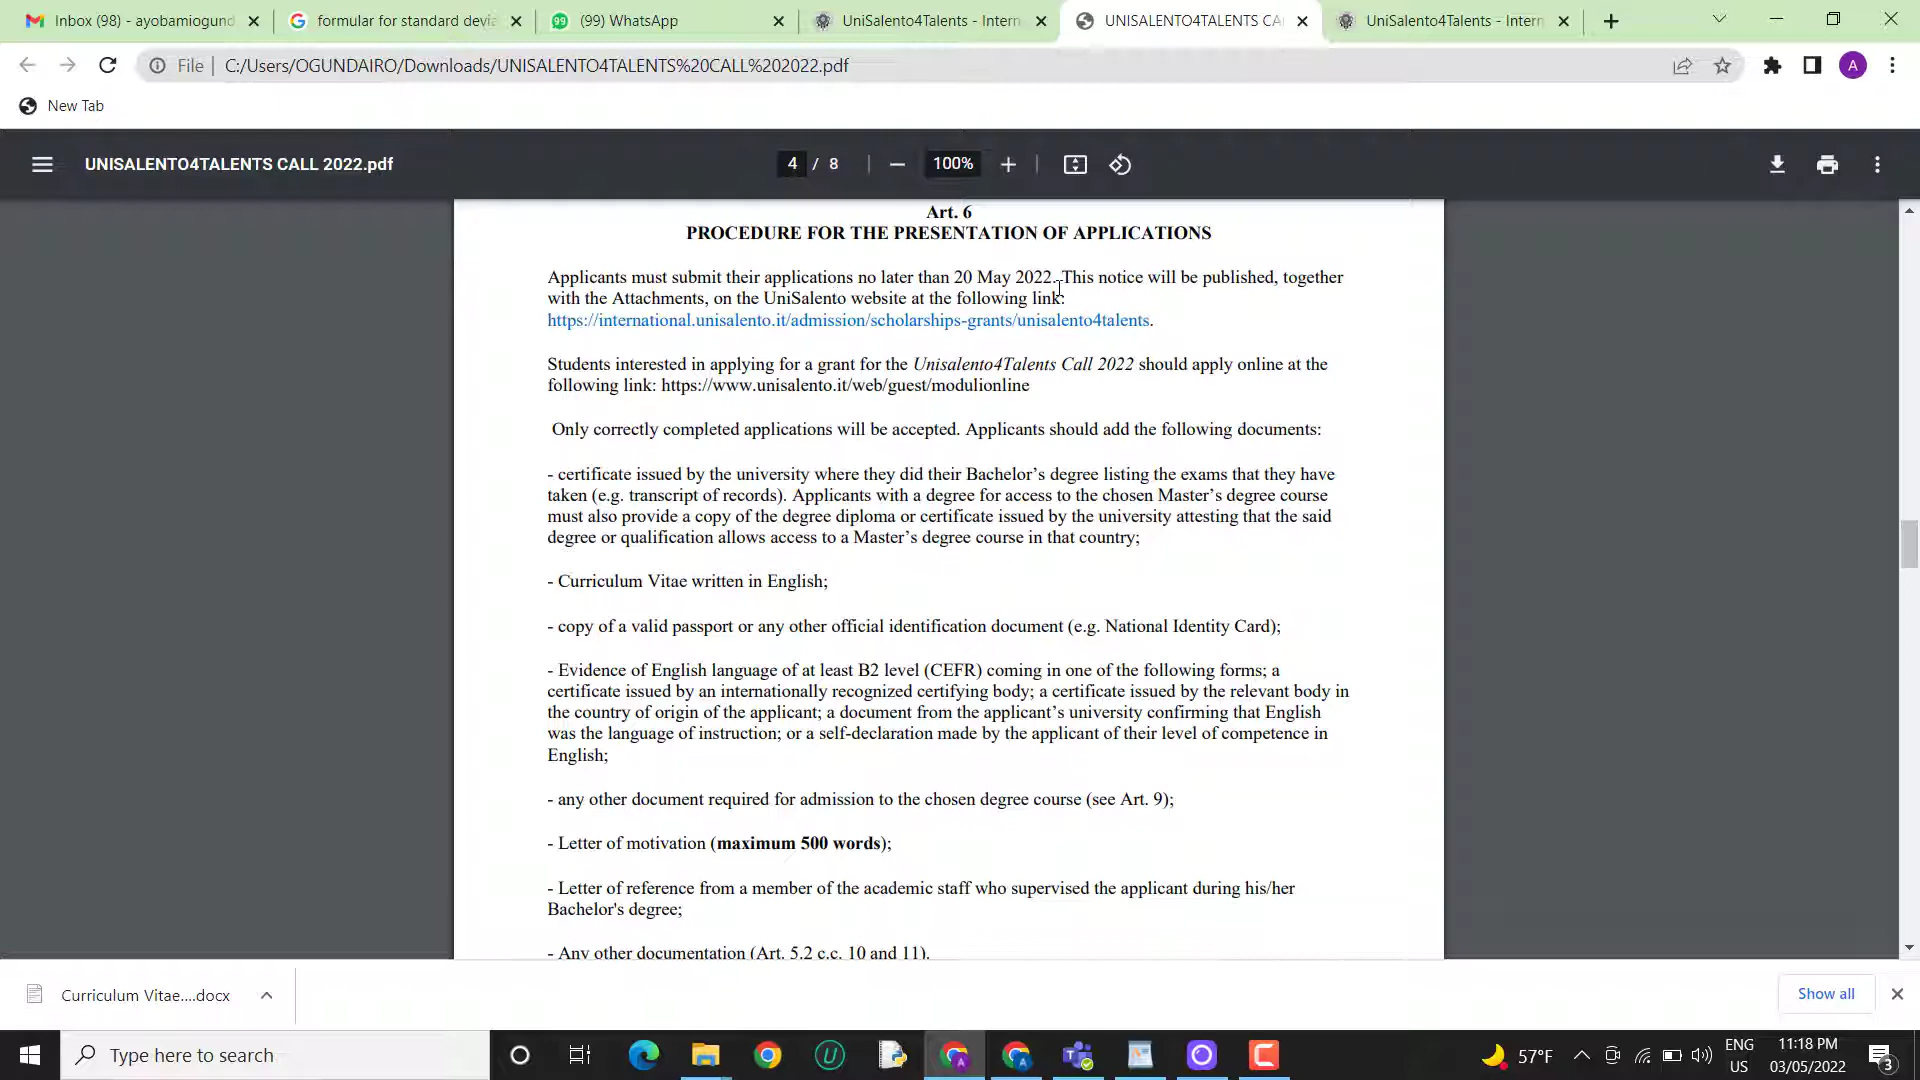 Inbox (98) - ayobamiogund
formular for standard devia
(99) WhatsApp
UniSalento4Talents - Intern
UNISALENTO4TALENTS CA
UniSalento4Talents - Intern
File | C:/Users/OGUNDAIRO/Downloads/UNISALENTO4TALENTS%20CALL%202022.pdf
A
New Tab
UNISALENTO4TALENTS CALL 2022.pdf
4 / 8
100%
Art. 6
PROCEDURE FOR THE PRESENTATION OF APPLICATIONS
Applicants must submit their applications no later than 20 May 2022. This notice will be published, together
with the Attachments, on the UniSalento website at the following link:
https://international.unisalento.it/admission/scholarships-grants/unisalento4talents.
Students interested in applying for a grant for the Unisalento4Talents Call 2022 should apply online at the
following link: https://www.unisalento.it/web/guest/modulionline
Only correctly completed applications will be accepted. Applicants should add the following documents:
- certificate issued by the university where they did their Bachelor’s degree listing the exams that they have
taken (e.g. transcript of records). Applicants with a degree for access to the chosen Master’s degree course
must also provide a copy of the degree diploma or certificate issued by the university attesting that the said
degree or qualification allows access to a Master’s degree course in that country;
- Curriculum Vitae written in English;
- copy of a valid passport or any other official identification document (e.g. National Identity Card);
- Evidence of English language of at least B2 level (CEFR) coming in one of the following forms; a
certificate issued by an internationally recognized certifying body; a certificate issued by the relevant body in
the country of origin of the applicant; a document from the applicant’s university confirming that English
was the language of instruction; or a self-declaration made by the applicant of their level of competence in
English;
- any other document required for admission to the chosen degree course (see Art. 9);
- Letter of motivation (maximum 500 words);
- Letter of reference from a member of the academic staff who supervised the applicant during his/her
Bachelor's degree;
- Any other documentation (Art. 5.2 c.c. 10 and 11).
Curriculum Vitae....docx
Show all
Type here to search
57°F
ENG
US
11:18 PM
03/05/2022
3